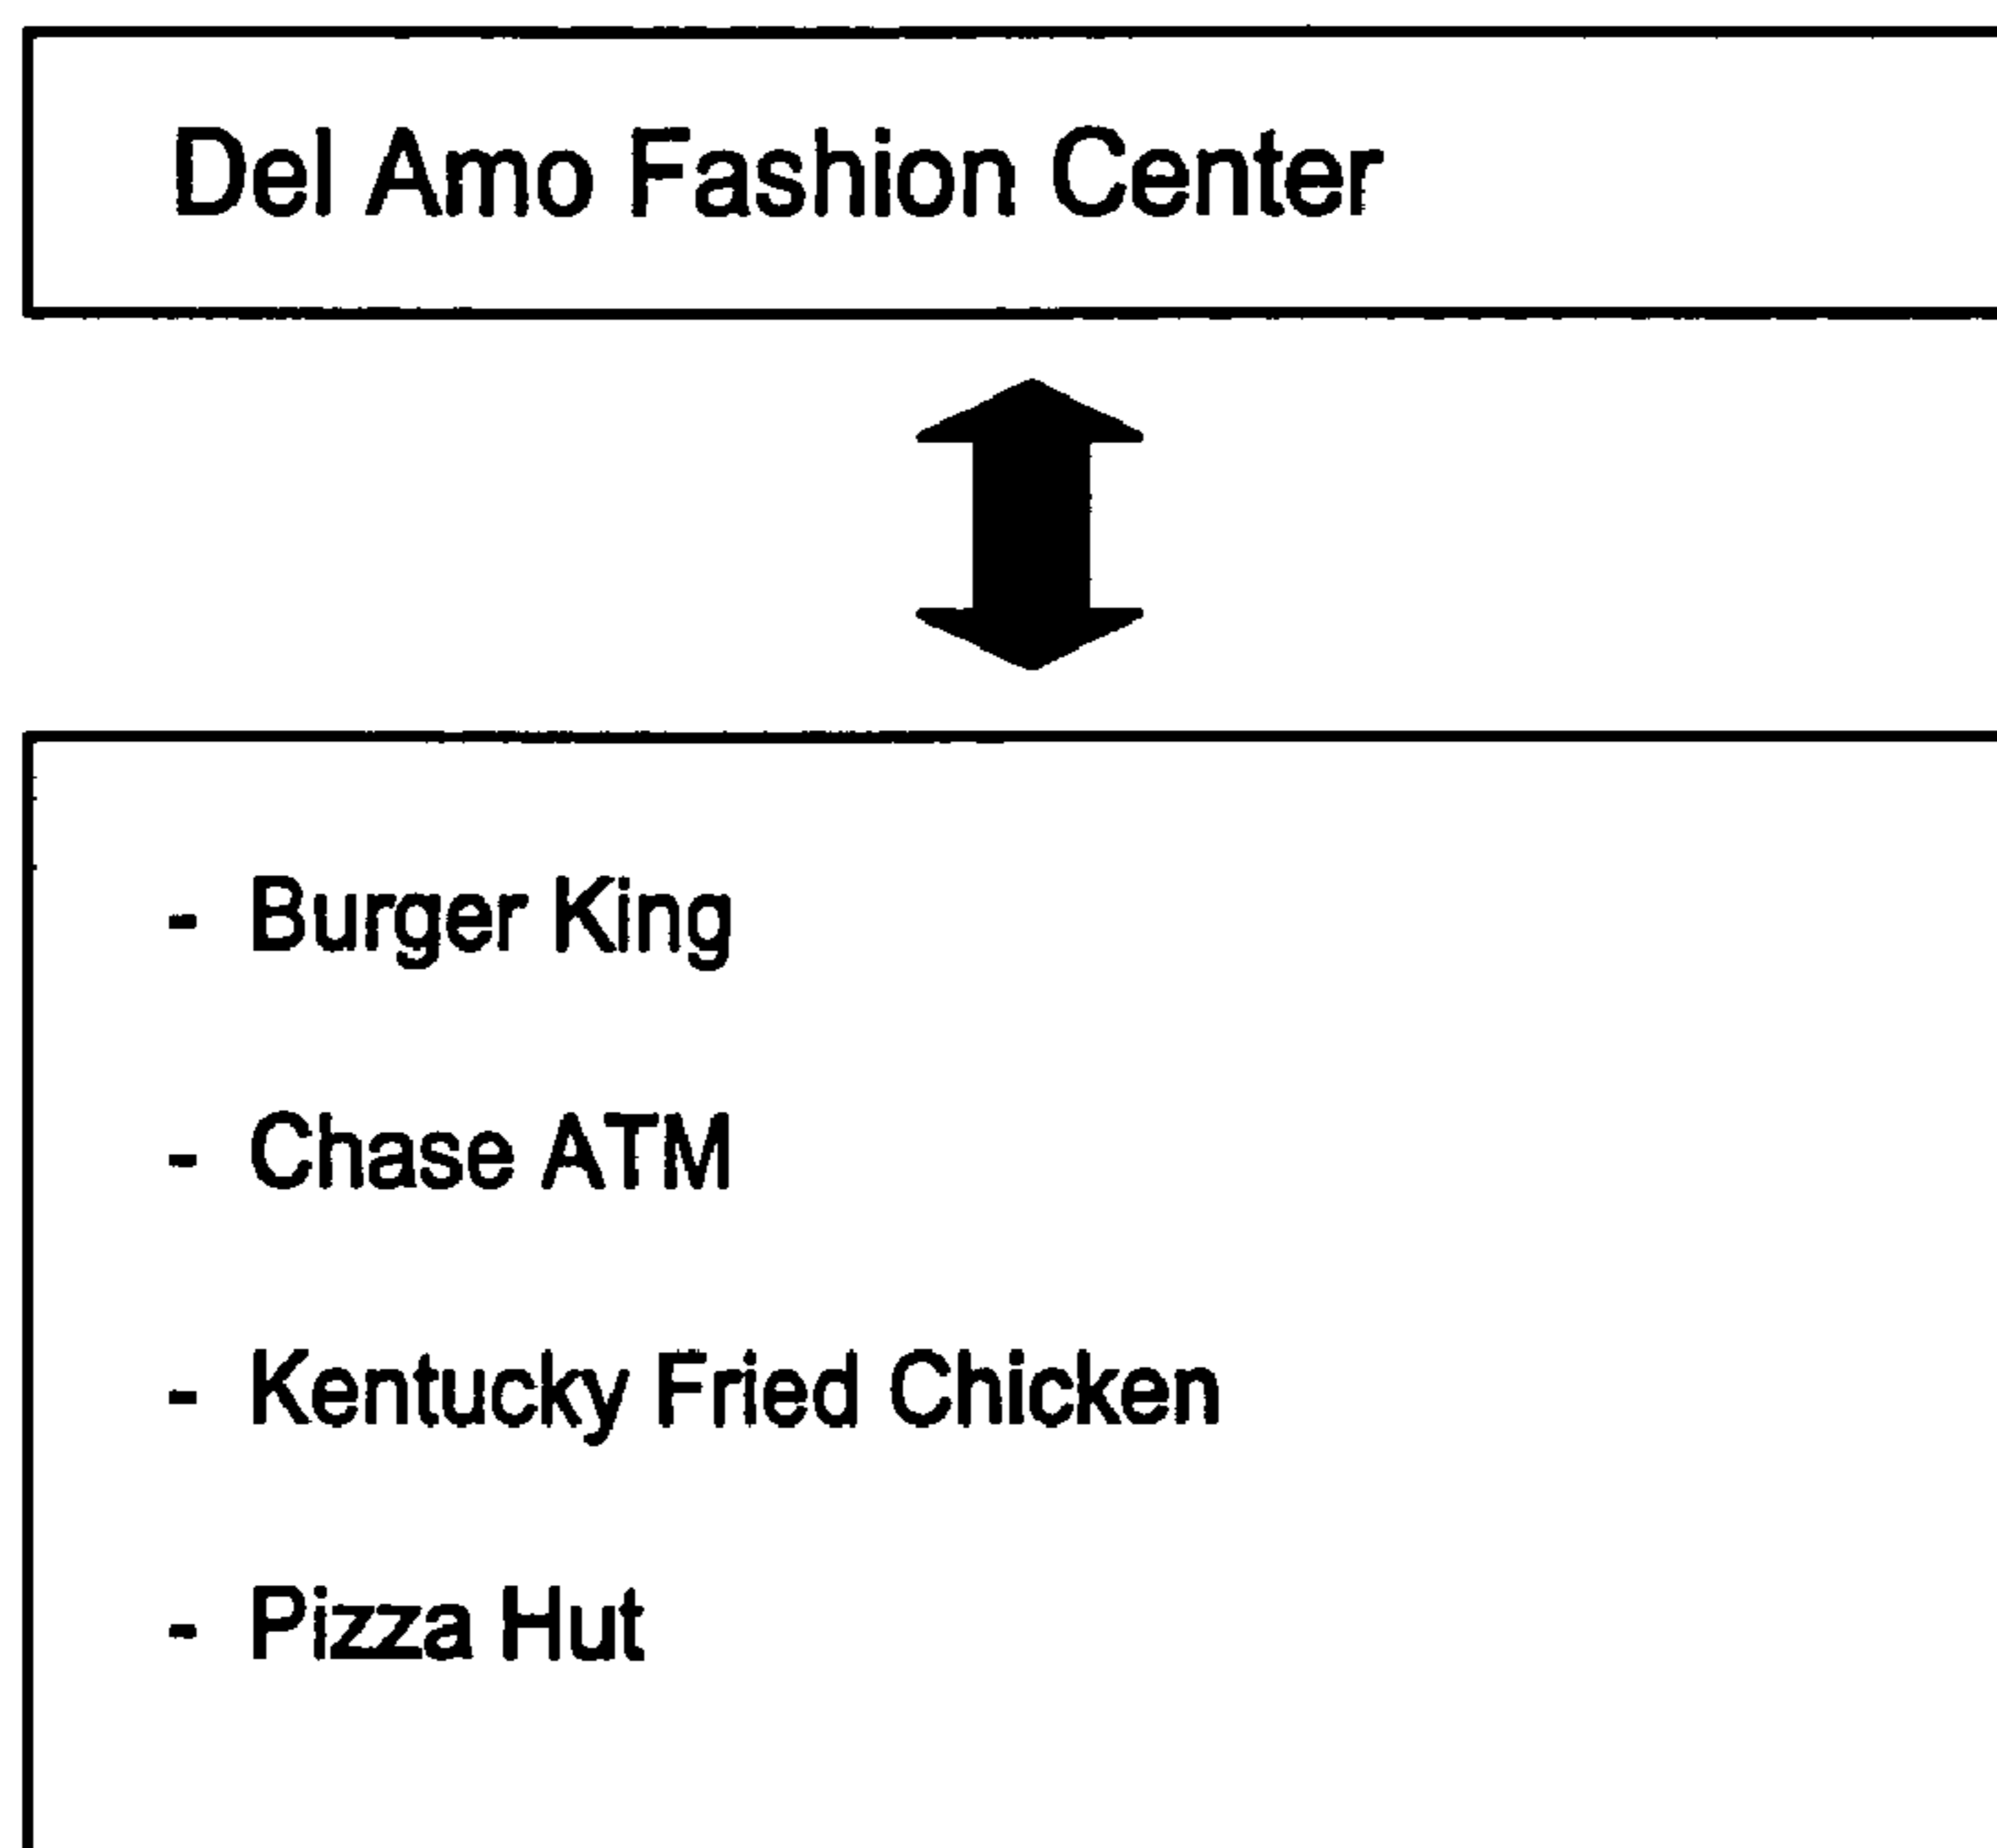 Del Amo Fashion Center
- Burger King
- Chase ATM
- Kentucky Fried Chicken
- Pizza Hut